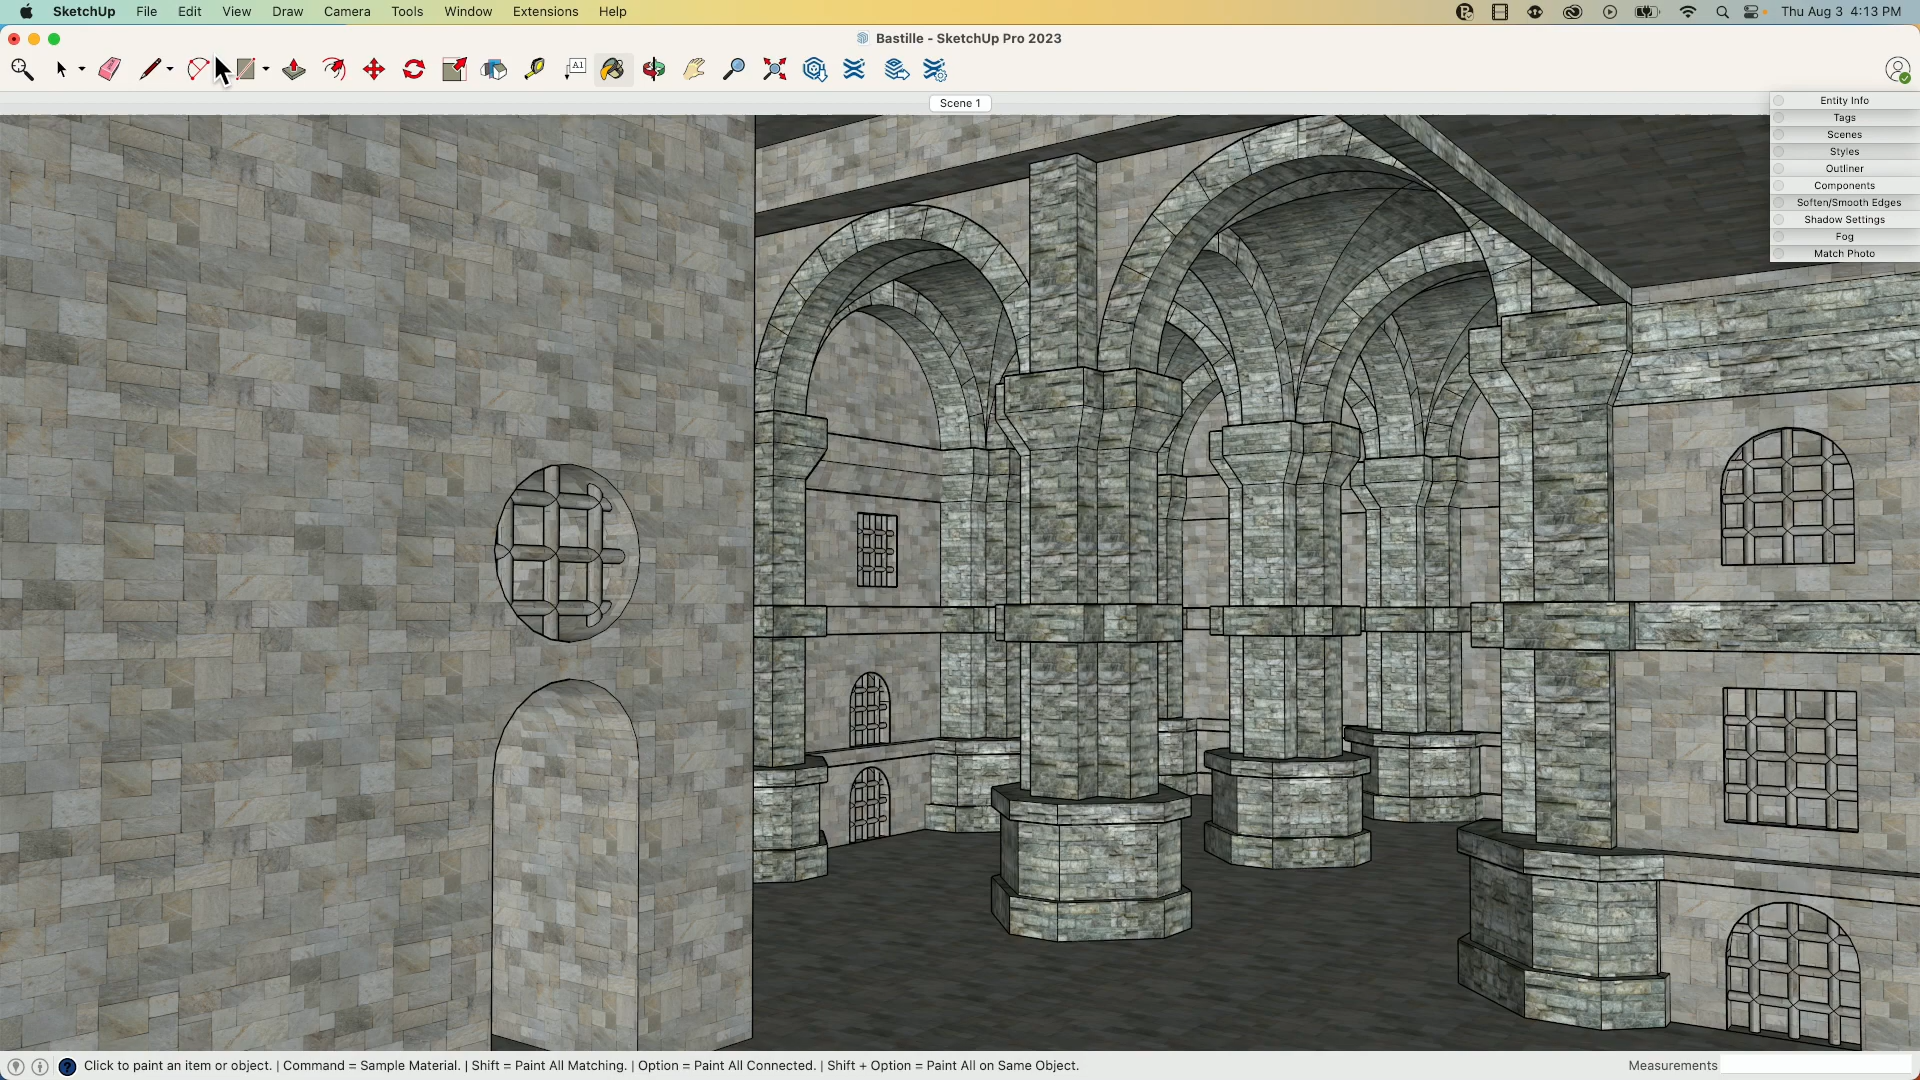 SketchUp File Edit View Draw Camera Tools Window Extensions Help Thu Aug 3 4:13 PM
Bastille - SketchUp Pro 2023
A1
Scene 1
Entity Info
Tags
Scenes
Styles
Outliner
Components
Soften/Smooth Edges
Shadow Settings
Fog
Match Photo
Click to paint an item or object. | Command = Sample Material. | Shift = Paint All Matching. | Option = Paint All Connected. | Shift + Option = Paint All on Same Object. Measurements